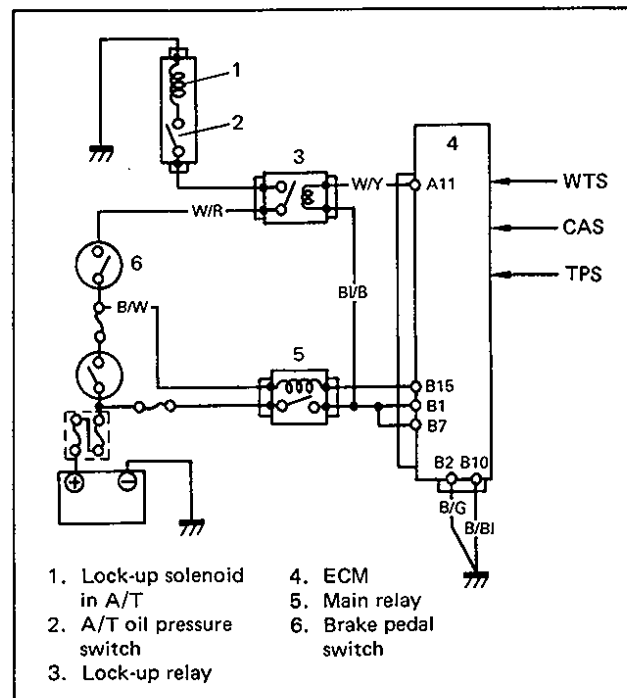 1
2
3
4
W/Y
A11
WTS
W/R
CAS
6
TPS
B/W
Bl/B
5
B15
B1
B7
B2 B10
B/G
B/Bl
1. Lock-up solenoid
in A/T
2. A/T oil pressure
switch
3. Lock-up relay
4. ECM
5. Main relay
6. Brake pedal
switch